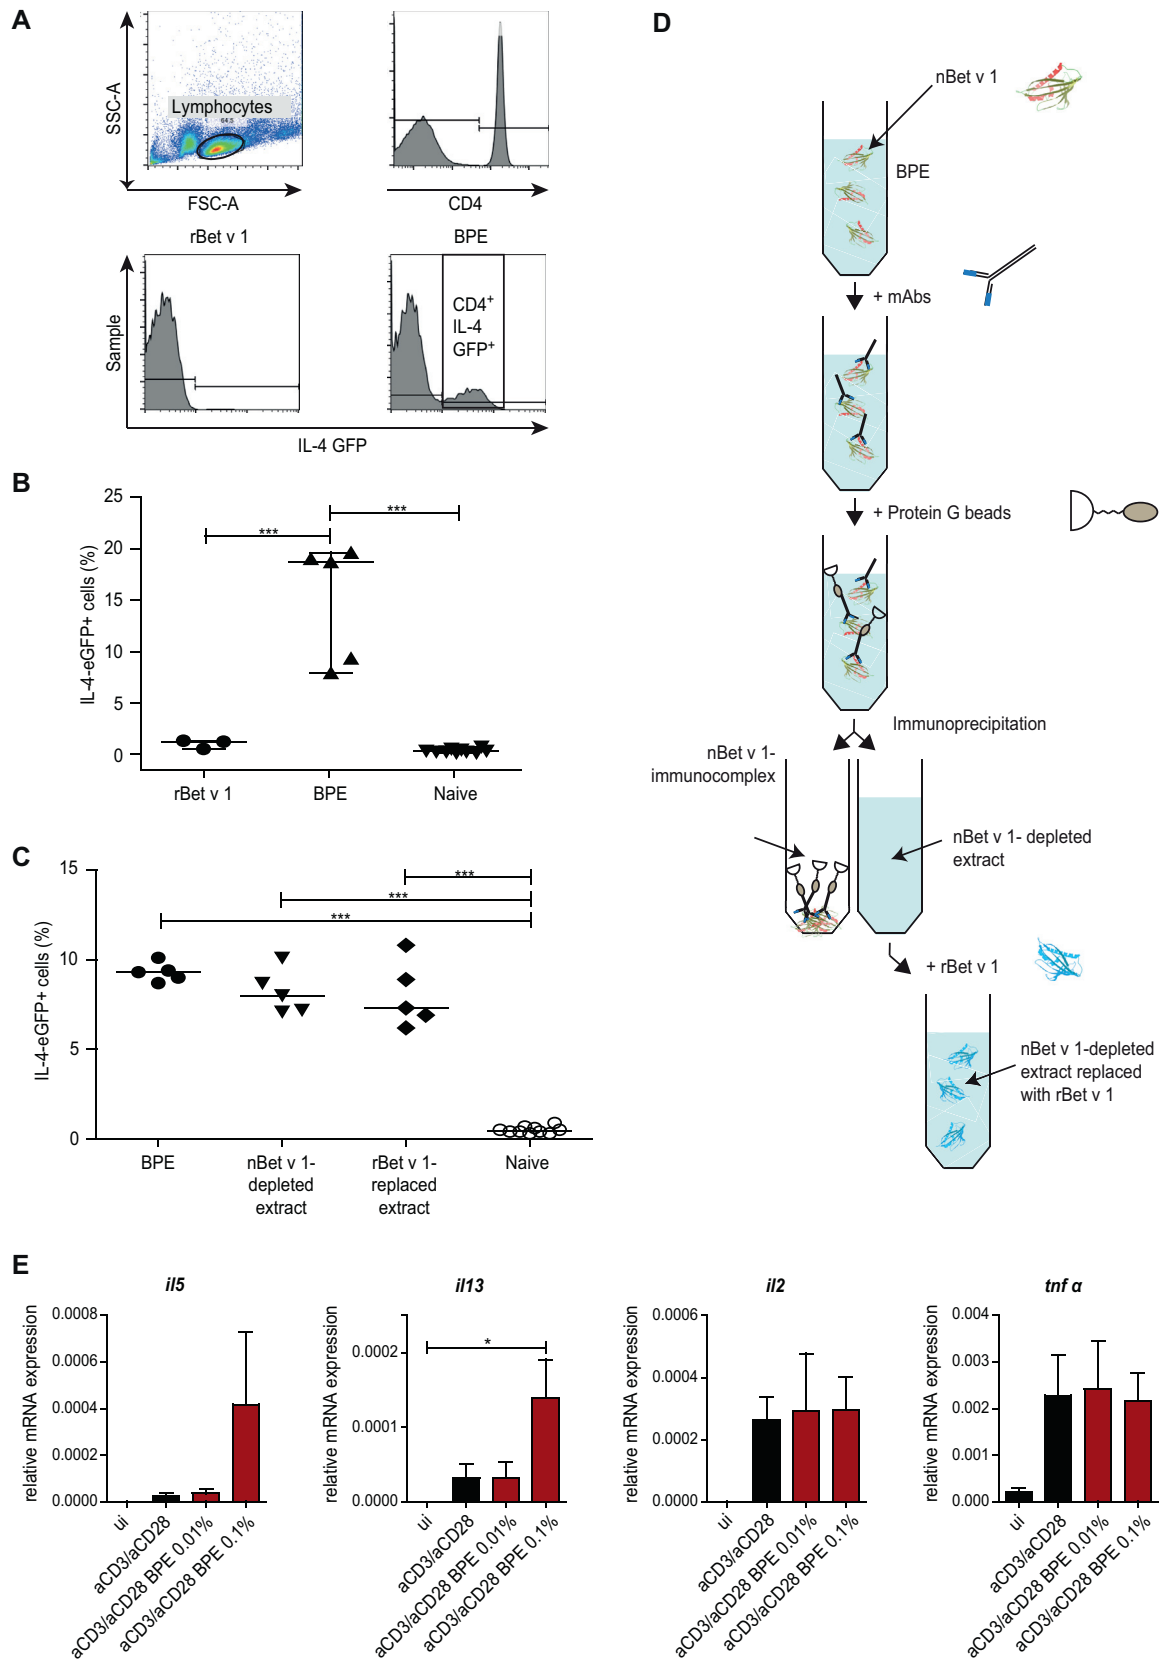 A
SSC-A
Lymphocytes
64.5
FSC-A
CD4
rBet v 1
BPE
Sample
CD4+
IL-4
GFP+
IL-4 GFP
B
IL-4-eGFP+ cells (%)
25
20
15
10
5
0
***
***
rBet v 1
BPE
Naive
C
IL-4-eGFP+ cells (%)
15
10
5
0
***
***
***
BPE
nBet v 1-
depleted
extract
rBet v 1-
replaced
extract
Naive
D
nBet v 1
BPE
+ mAbs
+ Protein G beads
Immunoprecipitation
nBet v 1-
immunocomplex
nBet v 1- depleted
extract
+ rBet v 1
nBet v 1-depleted
extract replaced
with rBet v 1
E
il5
relative mRNA expression
0.0008
0.0006
0.0004
0.0002
0.0000
ui
aCD3/aCD28
aCD3/aCD28 BPE 0.01%
aCD3/aCD28 BPE 0.1%
il13
relative mRNA expression
0.0002
0.0001
0.0000
*
ui
aCD3/aCD28
aCD3/aCD28 BPE 0.01%
aCD3/aCD28 BPE 0.1%
il2
relative mRNA expression
0.0006
0.0004
0.0002
0.0000
ui
aCD3/aCD28
aCD3/aCD28 BPE 0.01%
aCD3/aCD28 BPE 0.1%
tnf α
relative mRNA expression
0.004
0.003
0.002
0.001
0.000
ui
aCD3/aCD28
aCD3/aCD28 BPE 0.01%
aCD3/aCD28 BPE 0.1%